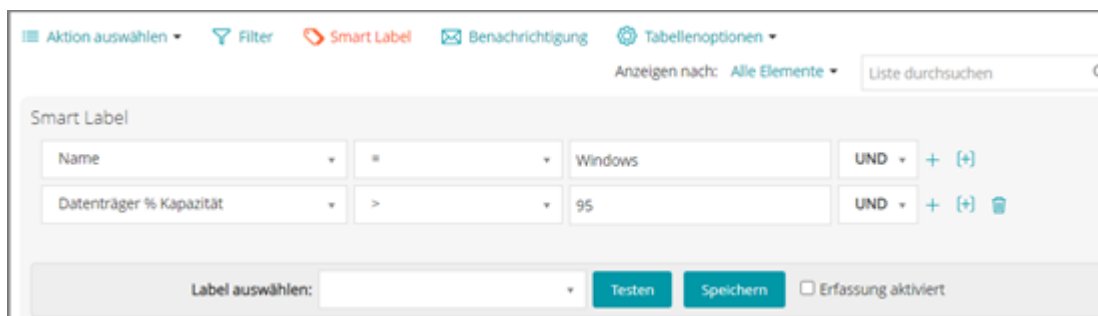 Aktion auswählen Filter Smart Label Benachrichtigung Tabellenoptionen
Anzeigen nach: Alle Elemente Liste durchsuchen
Smart Label
Name = Windows UND
Datenträger % Kapazität > 95 UND
Label auswählen: Testen Speichern Erfassung aktiviert